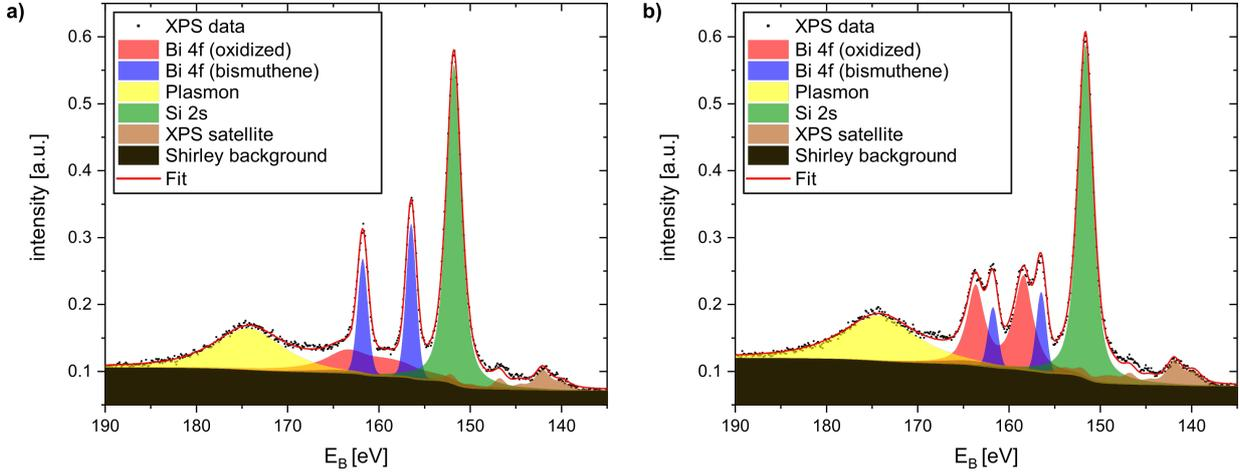 a)
XPS data
Bi 4f (oxidized)
Bi 4f (bismuthene)
Plasmon
Si 2s
XPS satellite
Shirley background
Fit
intensity [a.u.]
0.6
0.5
0.4
0.3
0.2
0.1
190 180 170 160 150 140
E_B [eV]
b)
XPS data
Bi 4f (oxidized)
Bi 4f (bismuthene)
Plasmon
Si 2s
XPS satellite
Shirley background
Fit
intensity [a.u.]
0.6
0.5
0.4
0.3
0.2
0.1
190 180 170 160 150 140
E_B [eV]